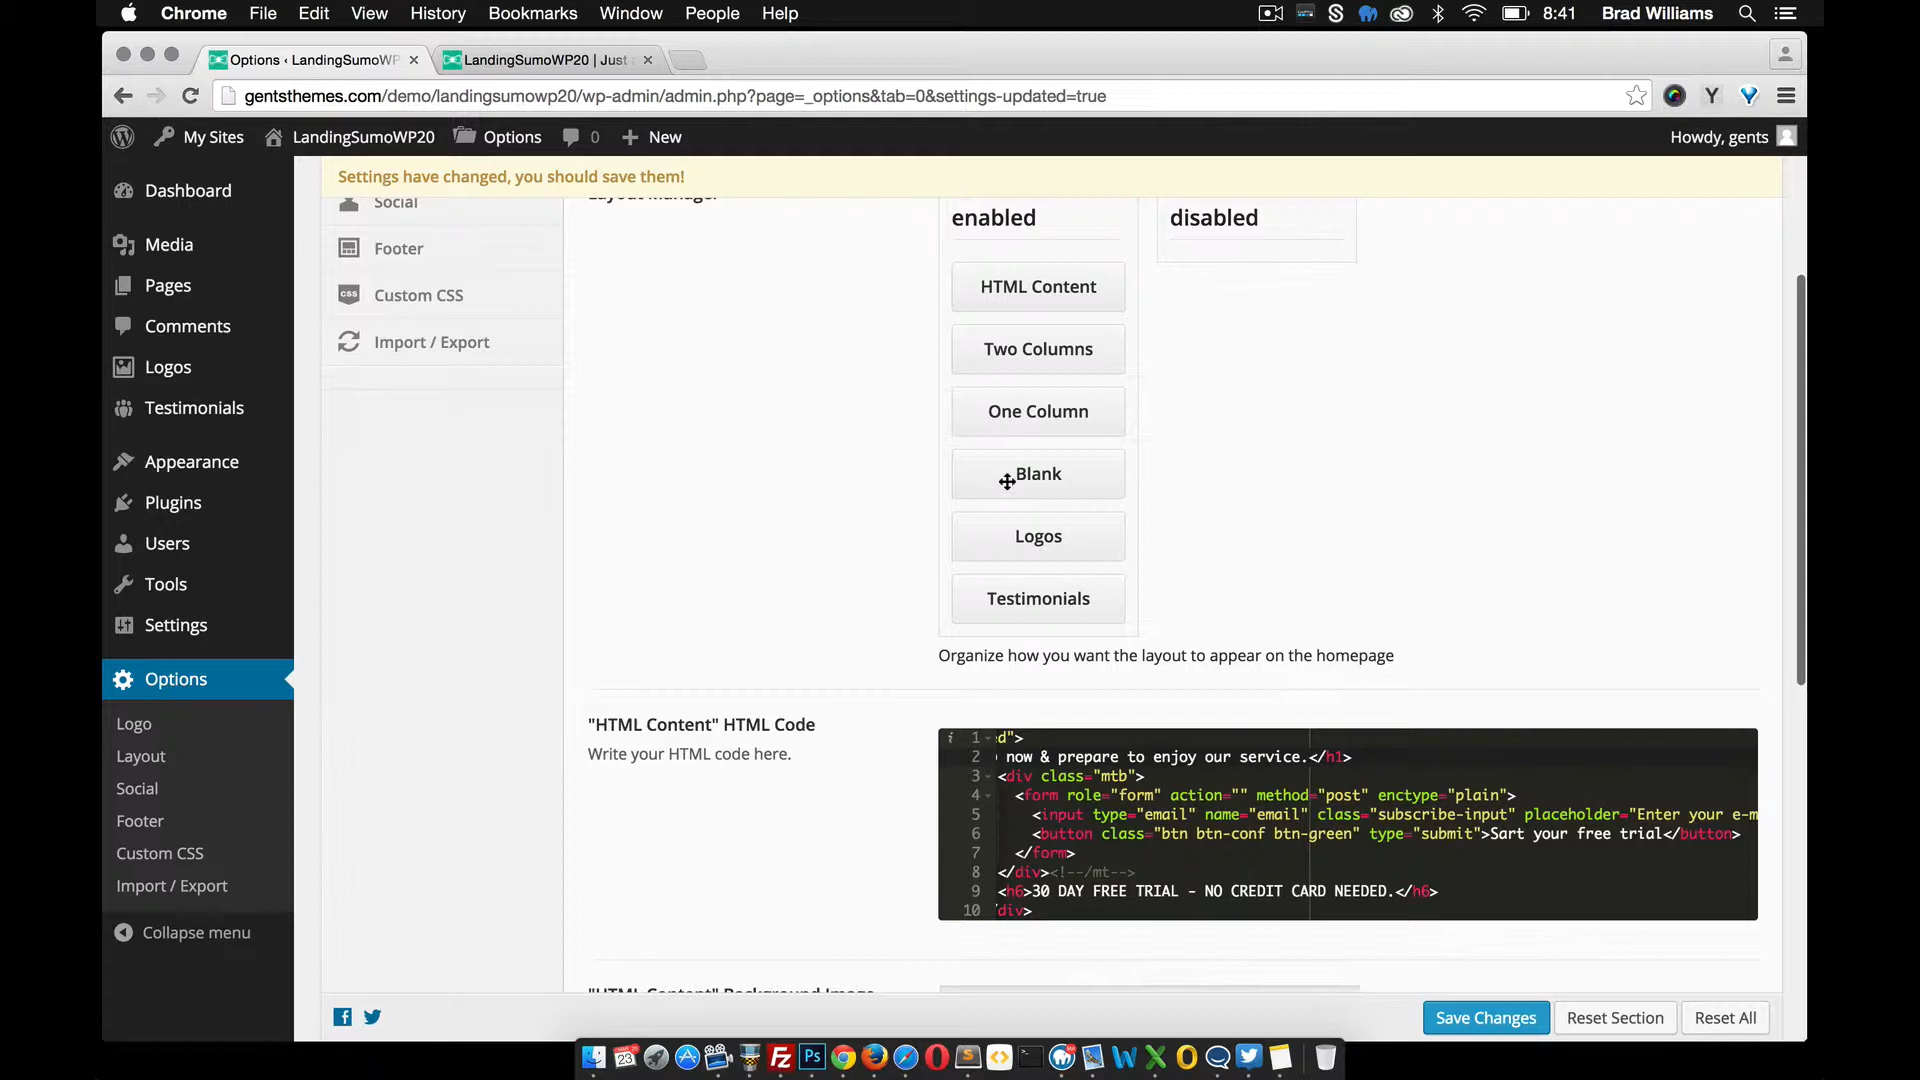 Chrome File Edit View History Bookmarks Window People Help 8:41 Brad Williams
Options ‹ LandingSumoWP LandingSumoWP20 | Just
gentsthemes.com/demo/landingsumowp20/wp-admin/admin.php?page=_options&tab=0&settings-updated=true
My Sites LandingSumoWP20 Options 0 New Howdy, gents
Settings have changed, you should save them!
Dashboard
Media
Pages
Comments
Logos
Testimonials
Appearance
Plugins
Users
Tools
Settings
Options
Logo
Layout
Social
Footer
Custom CSS
Import / Export
Collapse menu
Social
Footer
CSS Custom CSS
Import / Export
Layout Manager
enabled
HTML Content
Two Columns
One Column
Blank
Logos
Testimonials
disabled
Organize how you want the layout to appear on the homepage
"HTML Content" HTML Code
Write your HTML code here.
i 1 d">
2 now & prepare to enjoy our service.</h1>
3 <div class="mtb">
4 <form role="form" action="" method="post" enctype="plain">
5 <input type="email" name="email" class="subscribe-input" placeholder="Enter your e-m
6 <button class="btn btn-conf btn-green" type="submit">Sart your free trial</button>
7 </form>
8 </div><!--/mt-->
9 <h6>30 DAY FREE TRIAL - NO CREDIT CARD NEEDED.</h6>
10 div>
"HTML Content" Background Image
Save Changes Reset Section Reset All